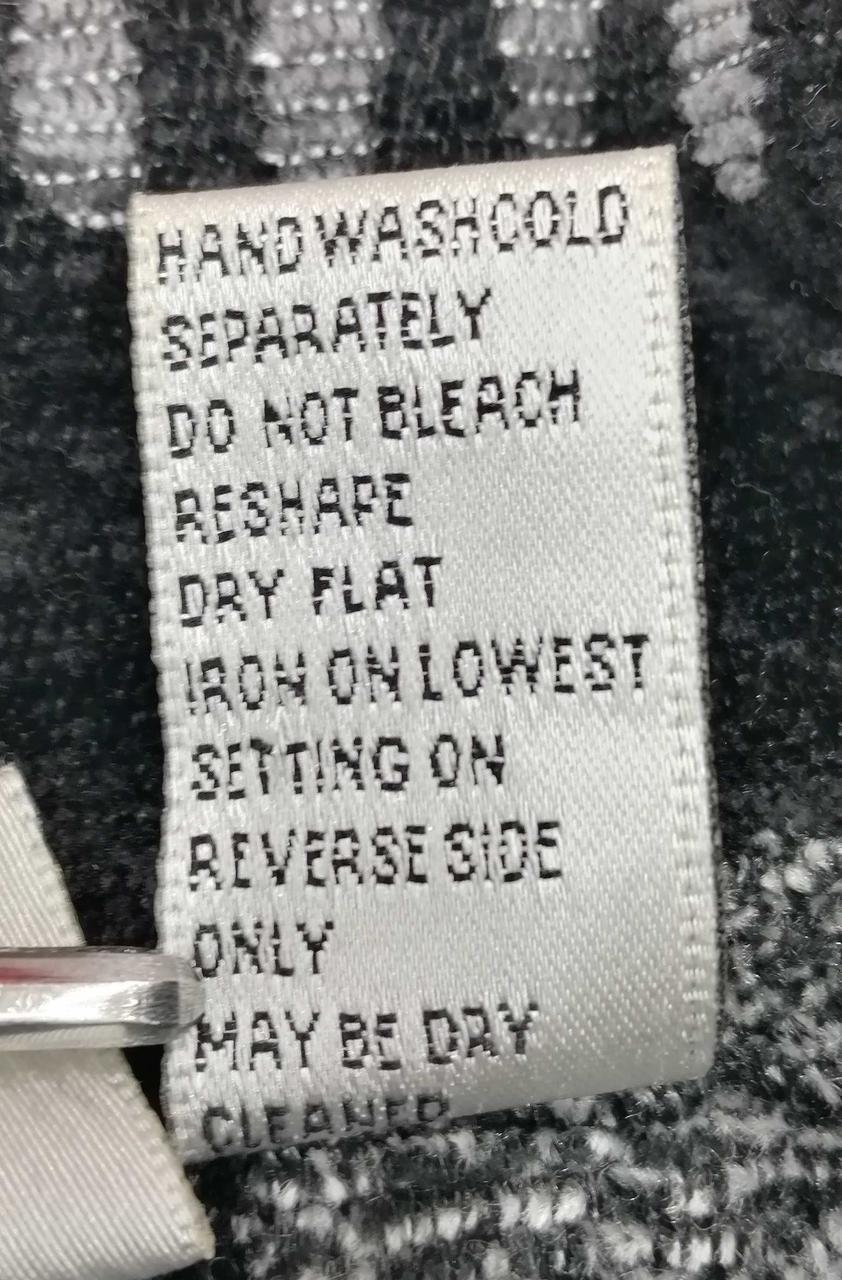 HAND WASH COLD
SEPARATELY
DO NOT BLEACH
RESHAPE
DRY FLAT
IRON ON LOWEST
SETTING ON
REVERSE SIDE
ONLY
MAY BE DRY
CLEANED